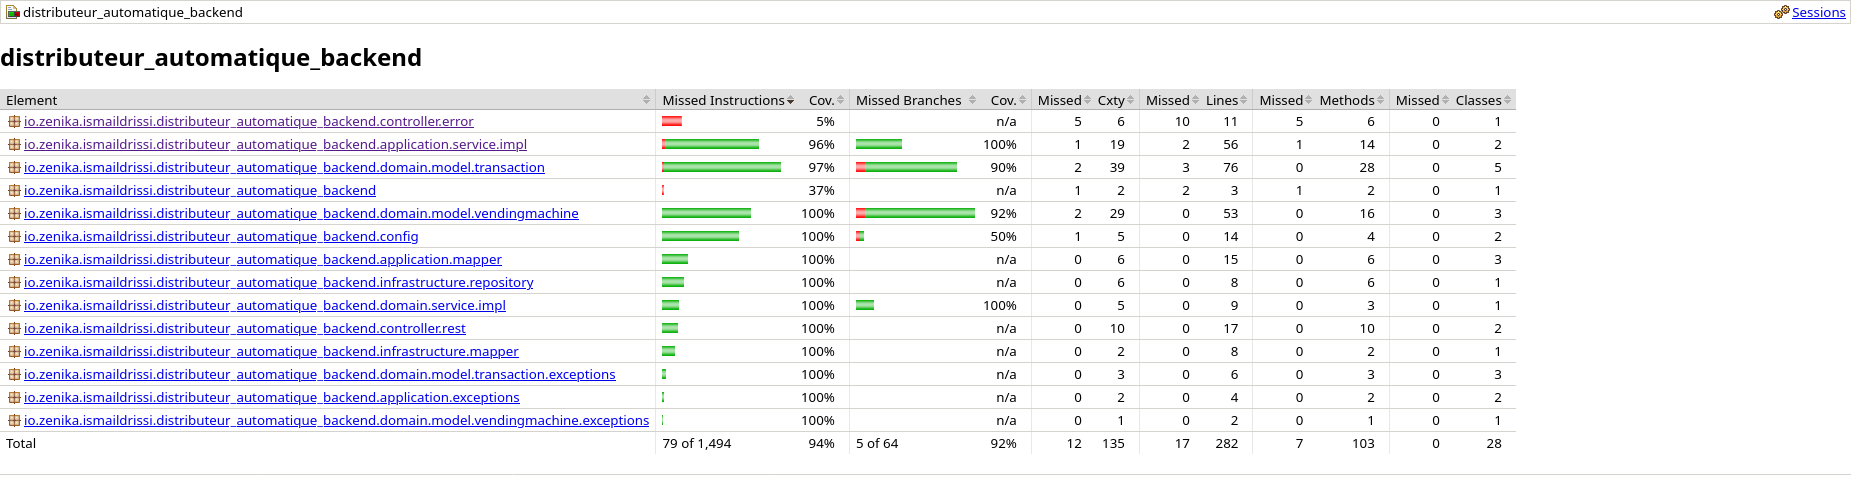 distributeur_automatique_backend Sessions
distributeur_automatique_backend
Element Missed Instructions Cov. Missed Branches Cov. Missed Cxty Missed Lines Missed Methods Missed Classes
io.zenika.ismaildrissi.distributeur_automatique_backend.controller.error 5% n/a 5 6 10 11 5 6 0 1
io.zenika.ismaildrissi.distributeur_automatique_backend.application.service.impl 96% 100% 1 19 2 56 1 14 0 2
io.zenika.ismaildrissi.distributeur_automatique_backend.domain.model.transaction 97% 90% 2 39 3 76 0 28 0 5
io.zenika.ismaildrissi.distributeur_automatique_backend 37% n/a 1 2 2 3 1 2 0 1
io.zenika.ismaildrissi.distributeur_automatique_backend.domain.model.vendingmachine 100% 92% 2 29 0 53 0 16 0 3
io.zenika.ismaildrissi.distributeur_automatique_backend.config 100% 50% 1 5 0 14 0 4 0 2
io.zenika.ismaildrissi.distributeur_automatique_backend.application.mapper 100% n/a 0 6 0 15 0 6 0 3
io.zenika.ismaildrissi.distributeur_automatique_backend.infrastructure.repository 100% n/a 0 6 0 8 0 6 0 1
io.zenika.ismaildrissi.distributeur_automatique_backend.domain.service.impl 100% 100% 0 5 0 9 0 3 0 1
io.zenika.ismaildrissi.distributeur_automatique_backend.controller.rest 100% n/a 0 10 0 17 0 10 0 2
io.zenika.ismaildrissi.distributeur_automatique_backend.infrastructure.mapper 100% n/a 0 2 0 8 0 2 0 1
io.zenika.ismaildrissi.distributeur_automatique_backend.domain.model.transaction.exceptions 100% n/a 0 3 0 6 0 3 0 3
io.zenika.ismaildrissi.distributeur_automatique_backend.application.exceptions 100% n/a 0 2 0 4 0 2 0 2
io.zenika.ismaildrissi.distributeur_automatique_backend.domain.model.vendingmachine.exceptions 100% n/a 0 1 0 2 0 1 0 1
Total 79 of 1,494 94% 5 of 64 92% 12 135 17 282 7 103 0 28